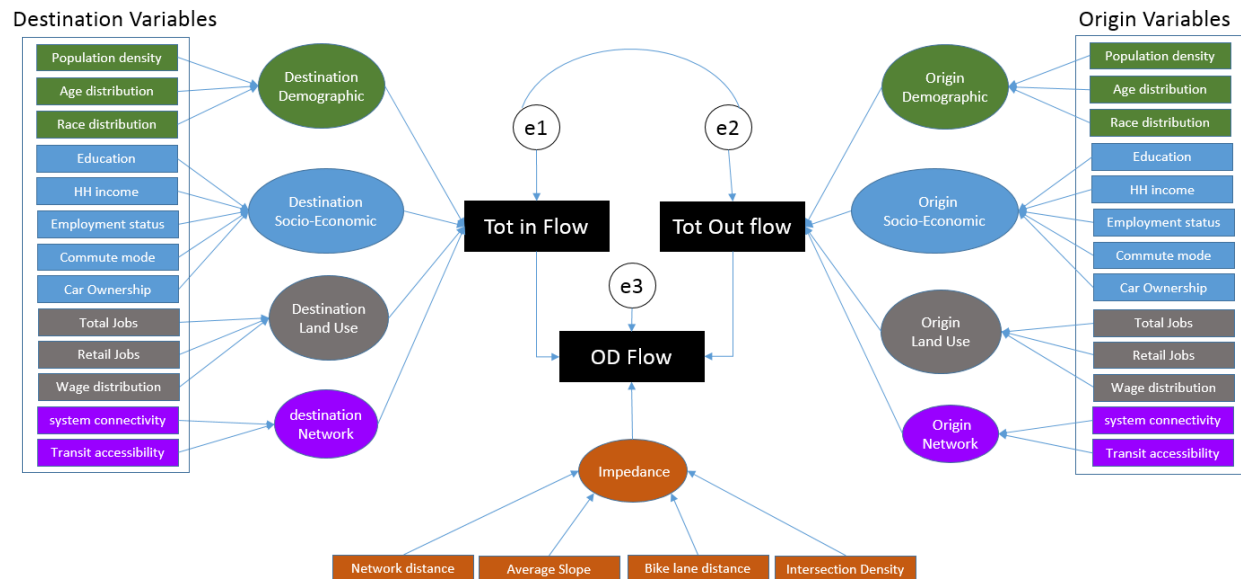 Destination Variables
Population density
Age distribution
Race distribution
Education
HH income
Employment status
Commute mode
Car Ownership
Total Jobs
Retail Jobs
Wage distribution
system connectivity
Transit accessibility
Destination
Demographic
Destination
Socio-Economic
Destination
Land Use
destination
Network
e1
e2
Tot in Flow
Tot Out flow
e3
OD Flow
Impedance
Network distance
Average Slope
Bike lane distance
Intersection Density
Origin
Demographic
Origin
Socio-Economic
Origin
Land Use
Origin
Network
Origin Variables
Population density
Age distribution
Race distribution
Education
HH income
Employment status
Commute mode
Car Ownership
Total Jobs
Retail Jobs
Wage distribution
system connectivity
Transit accessibility